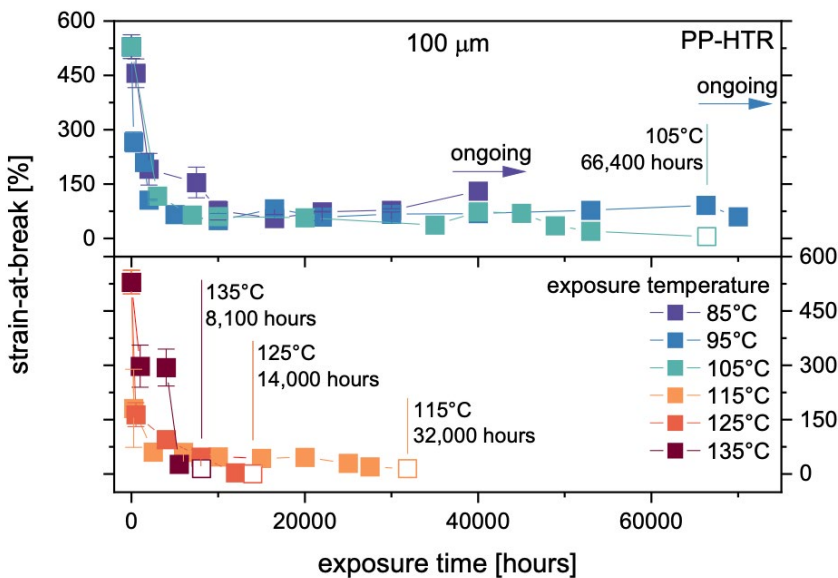 600
450
300
150
0
100 μm
PP-HTR
ongoing
ongoing
105°C
66,400 hours
strain-at-break [%]
600
450
300
150
0
135°C
8,100 hours
125°C
14,000 hours
115°C
32,000 hours
exposure temperature
85°C
95°C
105°C
115°C
125°C
135°C
0
20000
40000
60000
exposure time [hours]